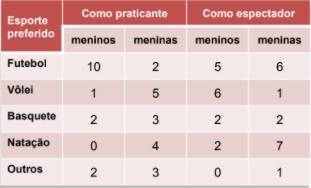 Esporte preferido Como praticante Como espectador
meninos meninas meninos meninas
Futebol 10 2 5 6
Vôlei 1 5 6 1
Basquete 2 3 2 2
Natação 0 4 2 7
Outros 2 3 0 1